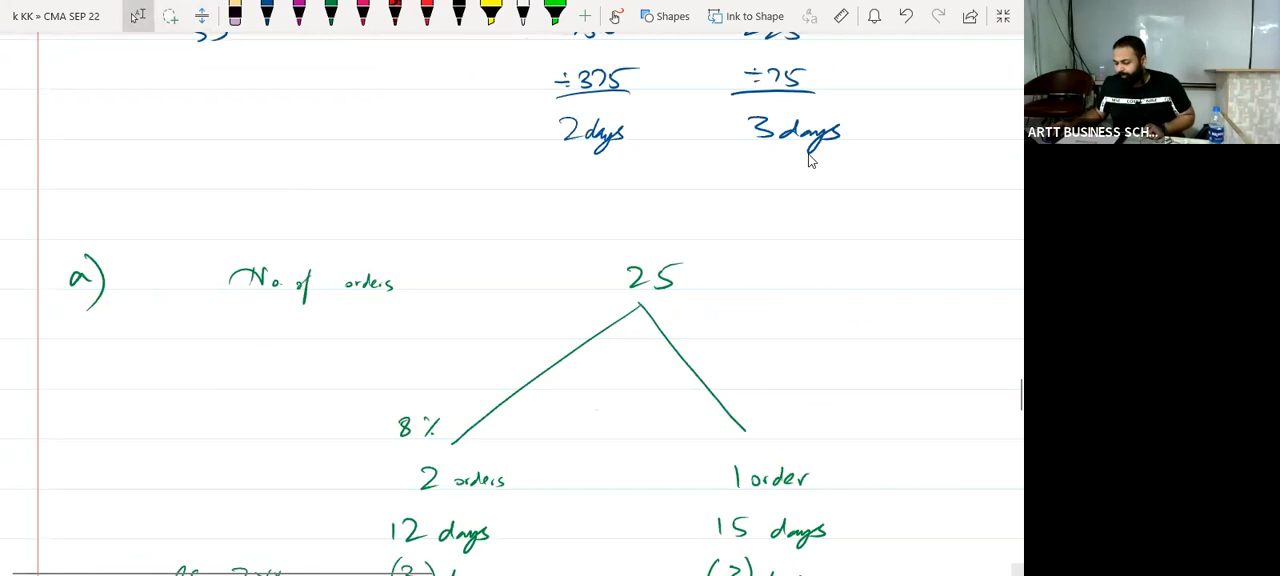 k KK » CMA SEP 22
Shapes
Ink to Shape
ARTT BUSINESS SCH...
÷375 ÷75
2 days 3 days
a) No. of orders 25
8 %
2 orders 1 order
12 days 15 days